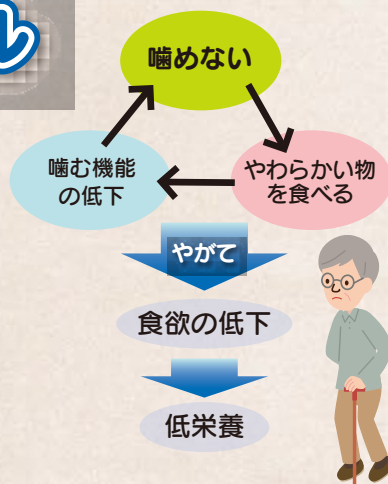 噛めない
やわらかい物
を食べる
噛む機能
の低下
やがて
食欲の低下
低栄養